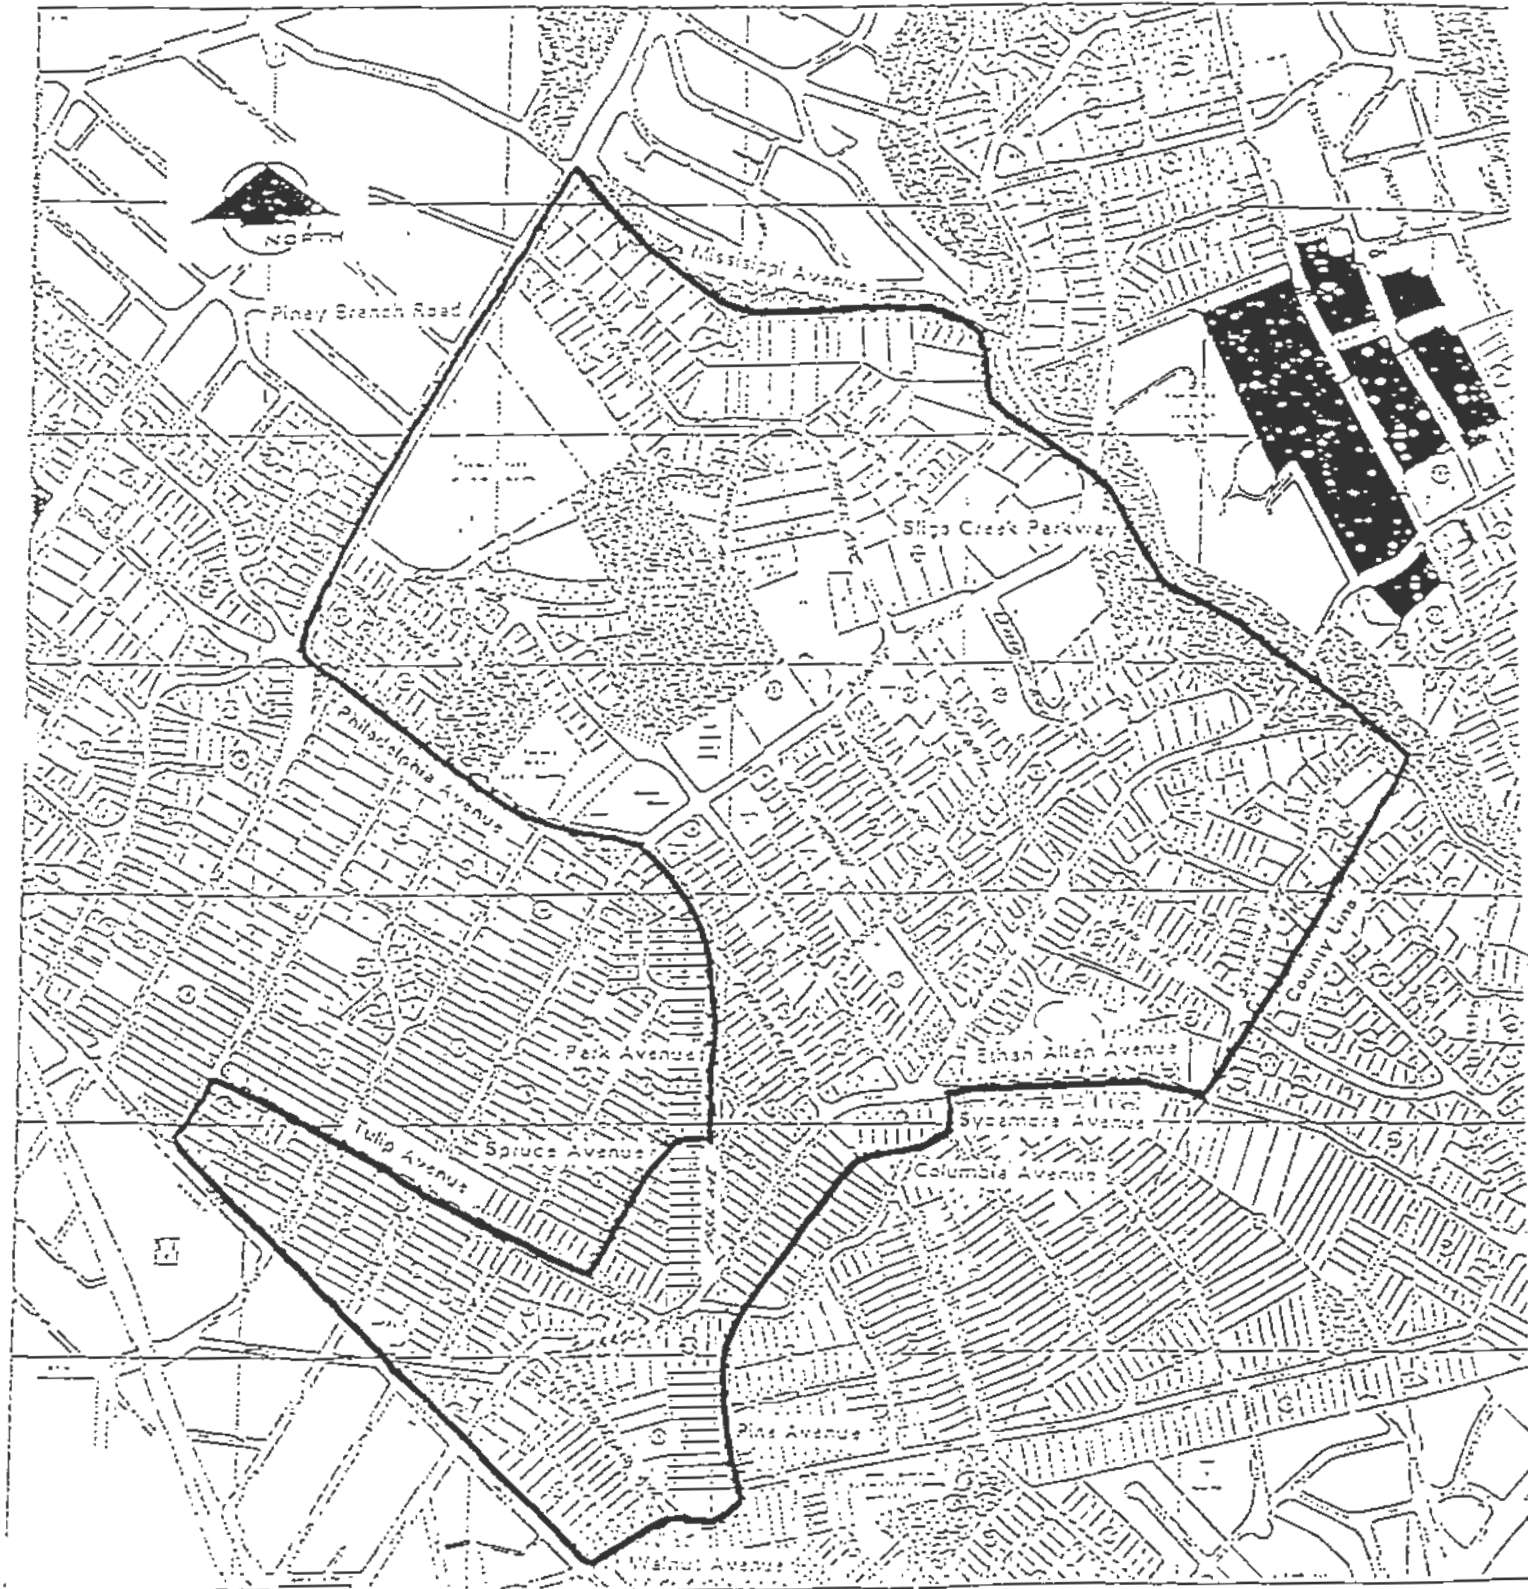 NORTH
Mississippi Avenue
Piney Branch Road
Sligo Creek Parkway
Philadelphia Avenue
County Line
Park Avenue
Ethan Allen Avenue
Sycamore Avenue
Tulip Avenue
Spruce Avenue
Columbia Avenue
Pine Avenue
Walnut Avenue